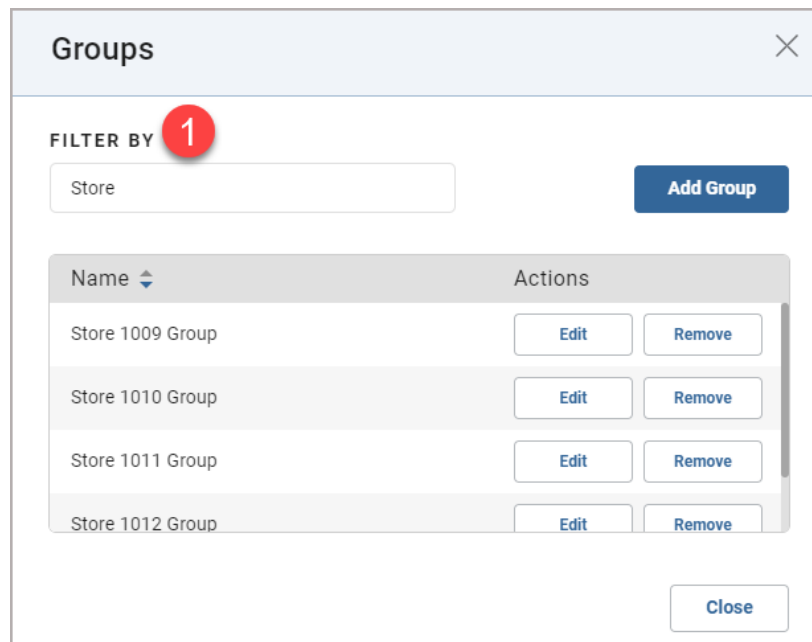 Groups
FILTER BY 1
Store
Add Group
Name Actions
Store 1009 Group Edit Remove
Store 1010 Group Edit Remove
Store 1011 Group Edit Remove
Store 1012 Group Edit Remove
Close